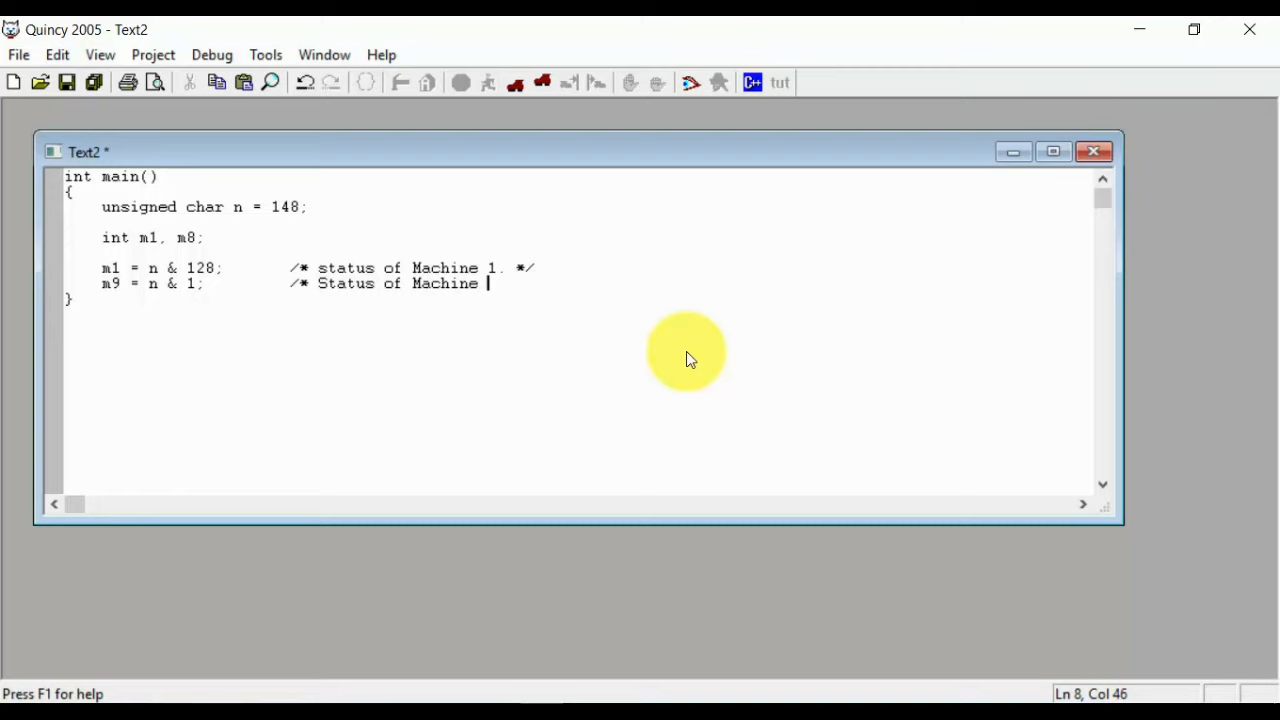 Quincy 2005 - Text2
File Edit View Project Debug Tools Window Help
C++ tut
Text2 *
int main()
{
unsigned char n = 148;
int m1, m8;
m1 = n & 128; /* status of Machine 1. */
m9 = n & 1; /* Status of Machine
}
Press F1 for help
Ln 8, Col 46